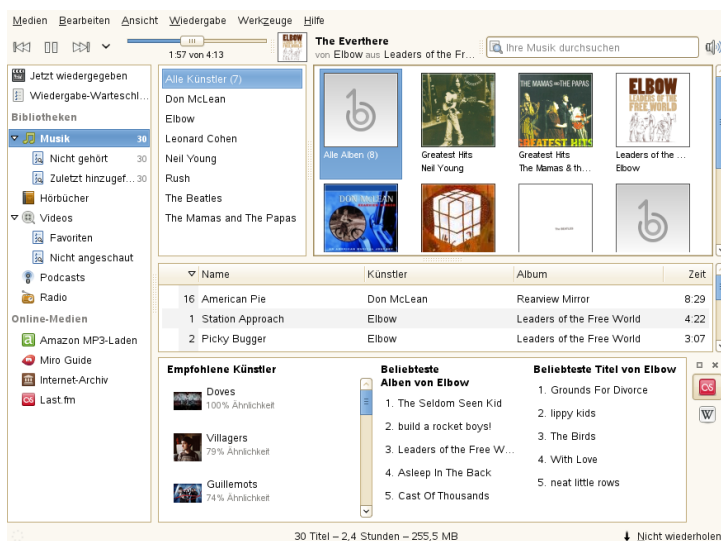 Medien Bearbeiten Ansicht Wiedergabe Werkzeuge Hilfe
1:57 von 4:13
The Everthere
von Elbow aus Leaders of the Fr...
Ihre Musik durchsuchen
Jetzt wiedergegeben
Wiedergabe-Warteschl...
Bibliotheken
Musik 30
Nicht gehört 30
Zuletzt hinzugef... 30
Hörbücher
Videos
Favoriten
Nicht angeschaut
Podcasts
Radio
Online-Medien
Amazon MP3-Laden
Miro Guide
Internet-Archiv
Last.fm
Alle Künstler (7)
Don McLean
Elbow
Leonard Cohen
Neil Young
Rush
The Beatles
The Mamas and The Papas
THE MAMAS AND THE PAPAS
GREATEST HITS
ELBOW
LEADERS OF THE FREE WORLD
Alle Alben (8)
Greatest Hits
Neil Young
Greatest Hits
The Mamas & th...
Leaders of the ...
Elbow
DON McLEAN
Name Künstler Album Zeit
16 American Pie Don McLean Rearview Mirror 8:29
1 Station Approach Elbow Leaders of the Free World 4:22
2 Picky Bugger Elbow Leaders of the Free World 3:07
Empfohlene Künstler
Doves
100% Ähnlichkeit
Villagers
79% Ähnlichkeit
Guillemots
74% Ähnlichkeit
Beliebteste
Alben von Elbow
1. The Seldom Seen Kid
2. build a rocket boys!
3. Leaders of the Free W...
4. Asleep In The Back
5. Cast Of Thousands
Beliebteste Titel von Elbow
1. Grounds For Divorce
2. lippy kids
3. The Birds
4. With Love
5. neat little rows
W
30 Titel – 2,4 Stunden – 255,5 MB
Nicht wiederholen